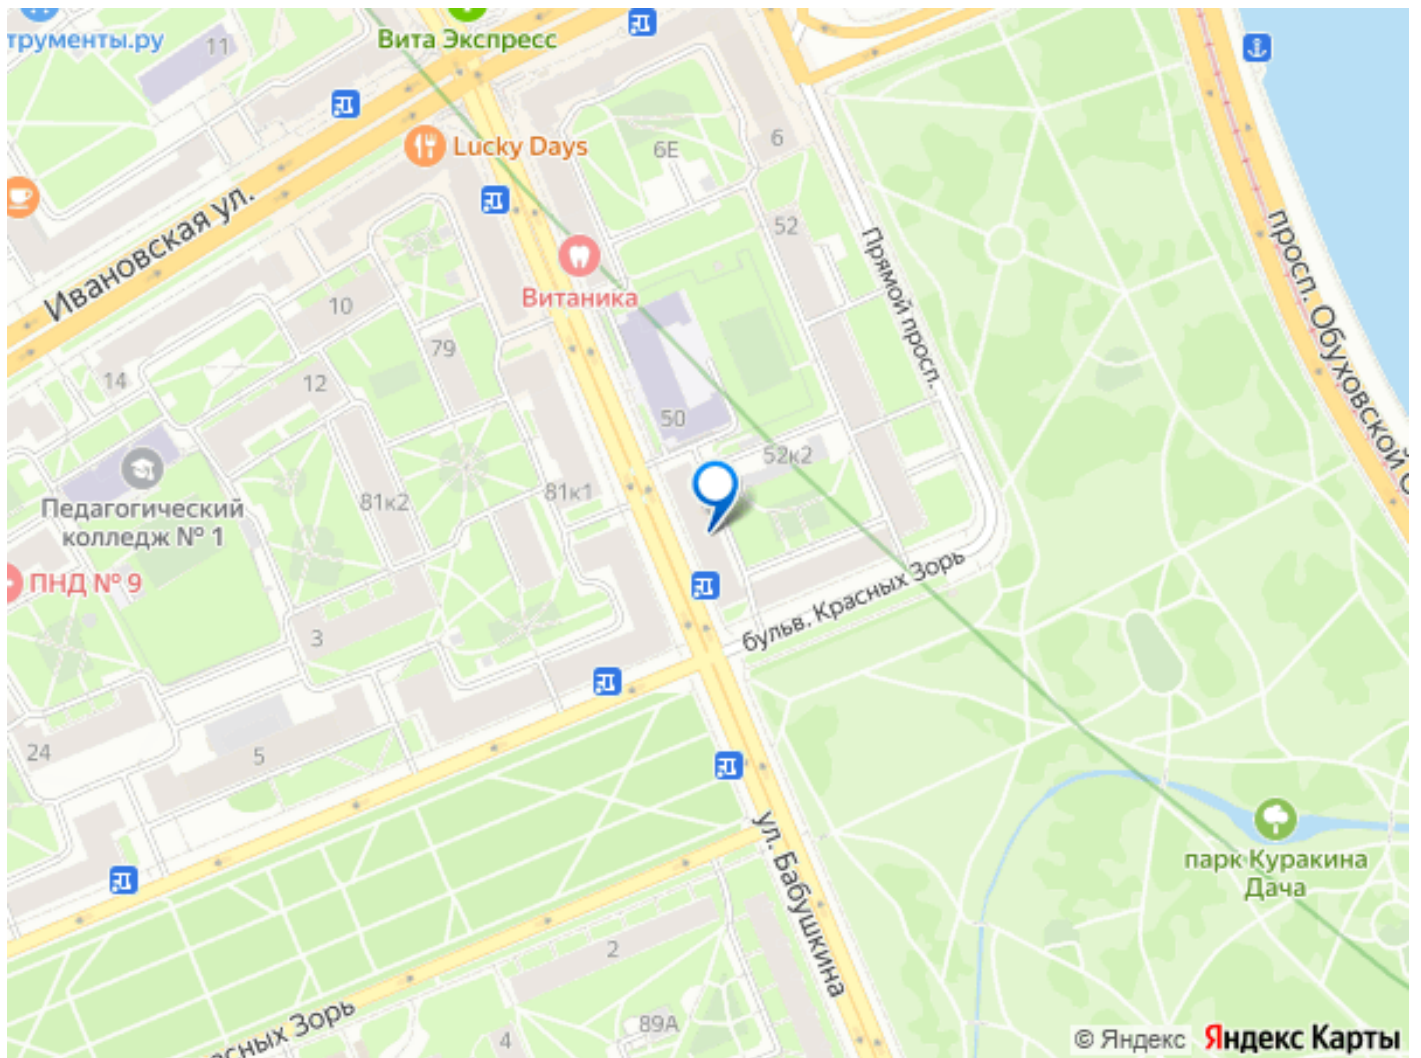 трументы.ру
11
Вита Экспресс
Lucky Days
6Е
6
Ивановская ул.
52
Прямой просп.
просп. Обуховской О
Витаника
10
79
14
12
50
52к2
Педагогический
колледж № 1
81к2
81к1
ПНД № 9
3
бульв. Красных Зорь
24
5
ул. Бабушкина
парк Куракина
Дача
2
асных Зорь
4
89А
© Яндекс Яндекс Карты